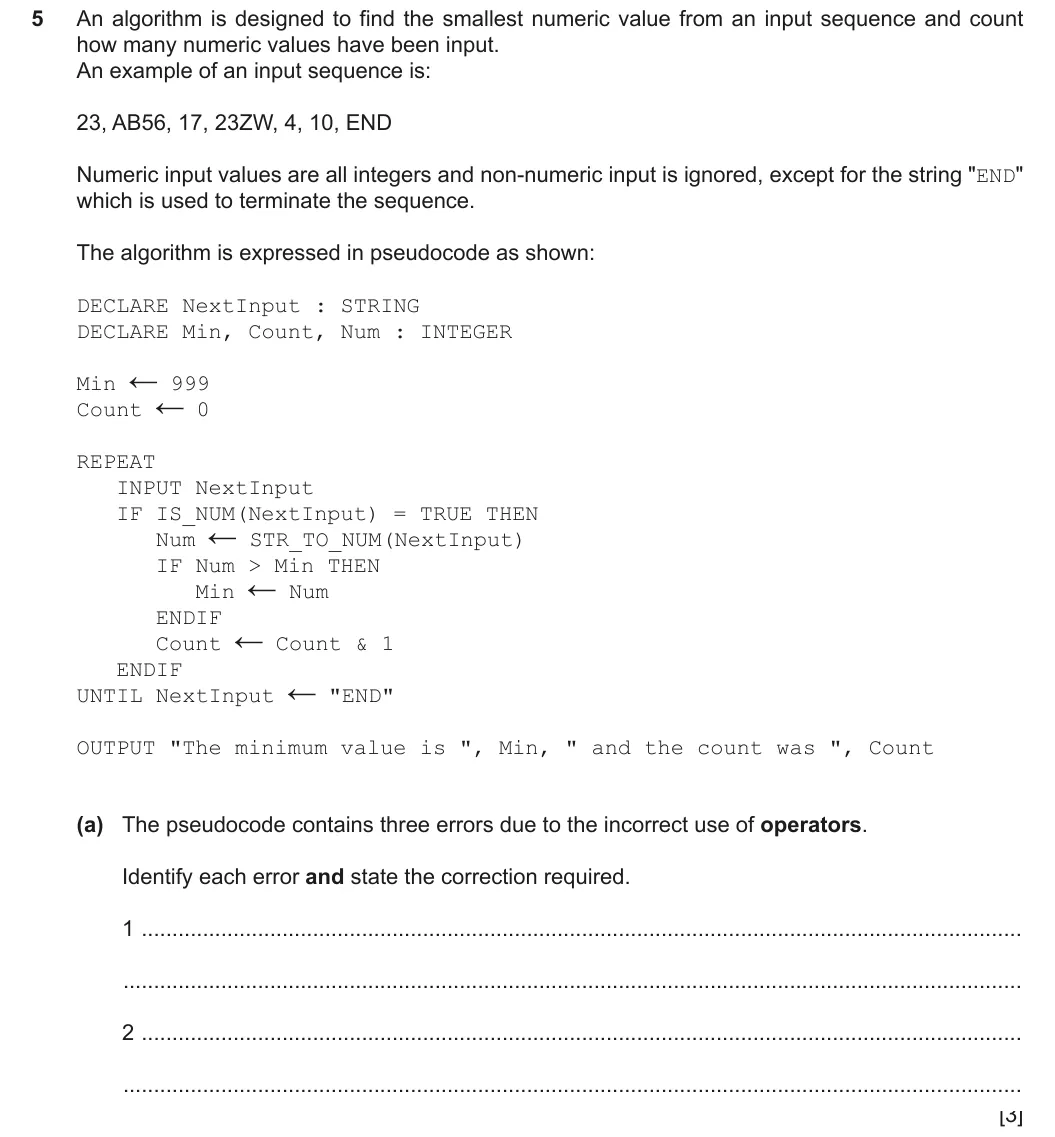 5 An algorithm is designed to find the smallest numeric value from an input sequence and count
how many numeric values have been input.
An example of an input sequence is:
23, AB56, 17, 23ZW, 4, 10, END
Numeric input values are all integers and non-numeric input is ignored, except for the string "END"
which is used to terminate the sequence.
The algorithm is expressed in pseudocode as shown:
DECLARE NextInput : STRING
DECLARE Min, Count, Num : INTEGER
Min ← 999
Count ← 0
REPEAT
INPUT NextInput
IF IS_NUM(NextInput) = TRUE THEN
Num ← STR_TO_NUM(NextInput)
IF Num > Min THEN
Min ← Num
ENDIF
Count ← Count & 1
ENDIF
UNTIL NextInput ← "END"
OUTPUT "The minimum value is ", Min, " and the count was ", Count
(a) The pseudocode contains three errors due to the incorrect use of operators.
Identify each error and state the correction required.
1
2
[3]